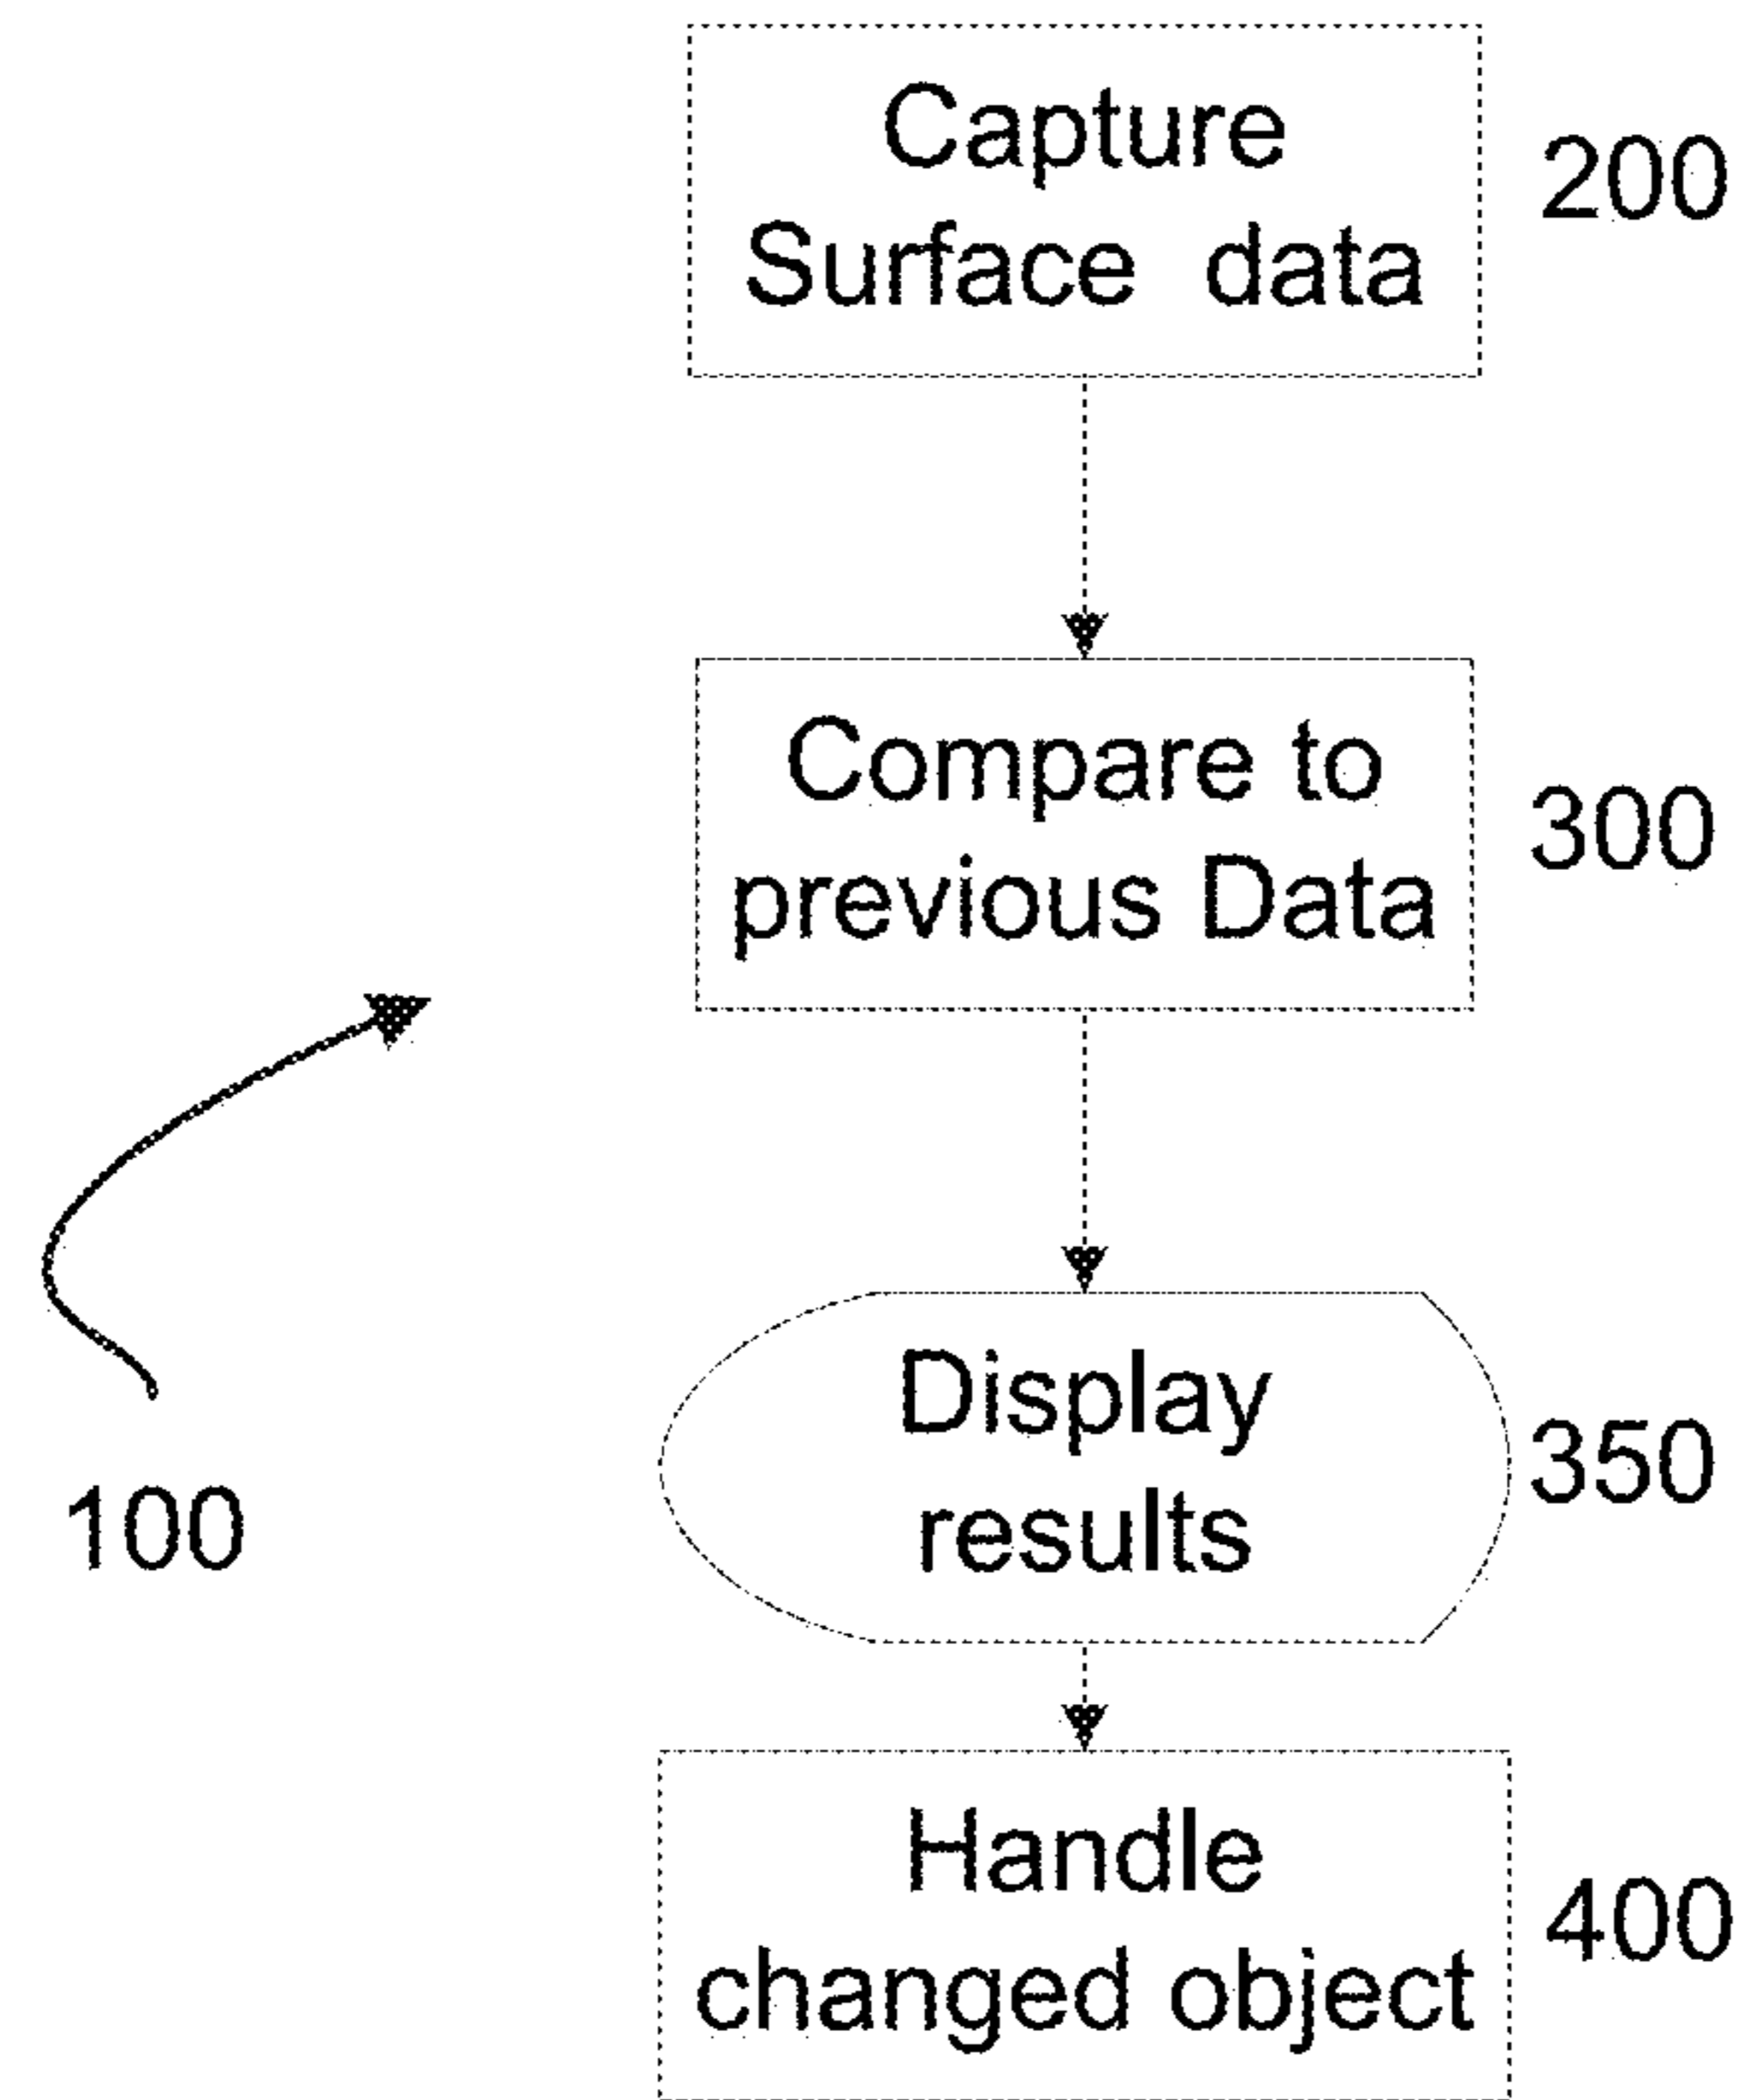 Capture
Surface data
200
Compare to
previous Data
300
Display
results
350
100
Handle
changed object
400